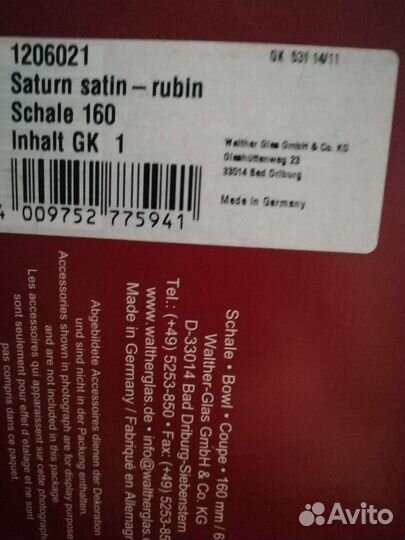 1206021
GK 531 14/11
Saturn satin – rubin
Schale 160
Inhalt GK 1
Walther Glas GmbH & Co. KG
Glashüttenweg 23
33014 Bad Driburg
Made in Germany
4 009752 775941
Schale • Bowl • Coupe • 160 mm / 6
Walther-Glas GmbH & Co. KG
D-33014 Bad Driburg-Siebenstern
Tel.: (++49) 5253-850 • Fax: (++49) 5253-
www.waltherglas.de • info@walthergla
Made in Germany / Fabriqué en Allemagn
Abgebildete Accessoires dienen der Dekoration
und sind nicht in der Packung enthalten.
Accessories shown in photograph are for display purposes
and are not included in this package.
Les accessoires qui apparaissent sur cette photographie
sont seulement pour effet d'etalage et ne sont
pas compris dans ce paquet.
Avito